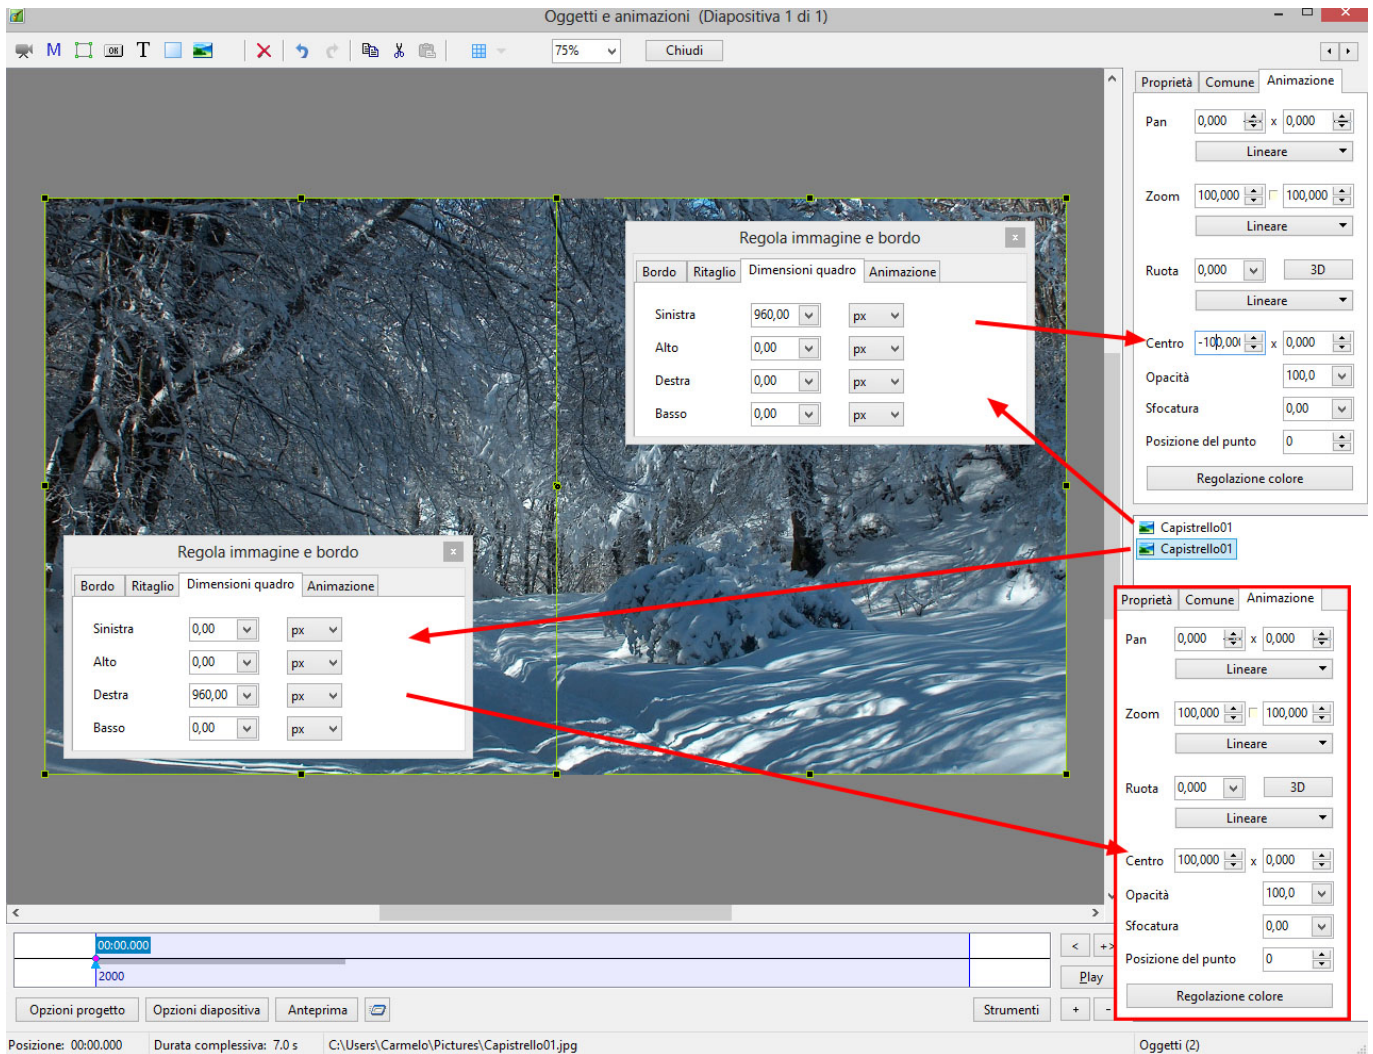 Oggetti e animazioni  (Diapositiva 1 di 1)
M OK T 75% Chiudi
Proprietà Comune Animazione
Pan 0,000 x 0,000
Lineare
Zoom 100,000 100,000
Lineare
Ruota 0,000 3D
Lineare
Centro -100,00 x 0,000
Opacità 100,0
Sfocatura 0,00
Posizione del punto 0
Regolazione colore
Capistrello01
Capistrello01
Regola immagine e bordo
Bordo Ritaglio Dimensioni quadro Animazione
Sinistra 960,00 px
Alto 0,00 px
Destra 0,00 px
Basso 0,00 px
Regola immagine e bordo
Bordo Ritaglio Dimensioni quadro Animazione
Sinistra 0,00 px
Alto 0,00 px
Destra 960,00 px
Basso 0,00 px
Proprietà Comune Animazione
Pan 0,000 x 0,000
Lineare
Zoom 100,000 100,000
Lineare
Ruota 0,000 3D
Lineare
Centro 100,000 x 0,000
Opacità 100,0
Sfocatura 0,00
Posizione del punto 0
Regolazione colore
00:00.000
2000
< +>
Play
Opzioni progetto Opzioni diapositiva Anteprima Strumenti + -
Posizione: 00:00.000 Durata complessiva: 7.0 s C:\Users\Carmelo\Pictures\Capistrello01.jpg Oggetti (2)